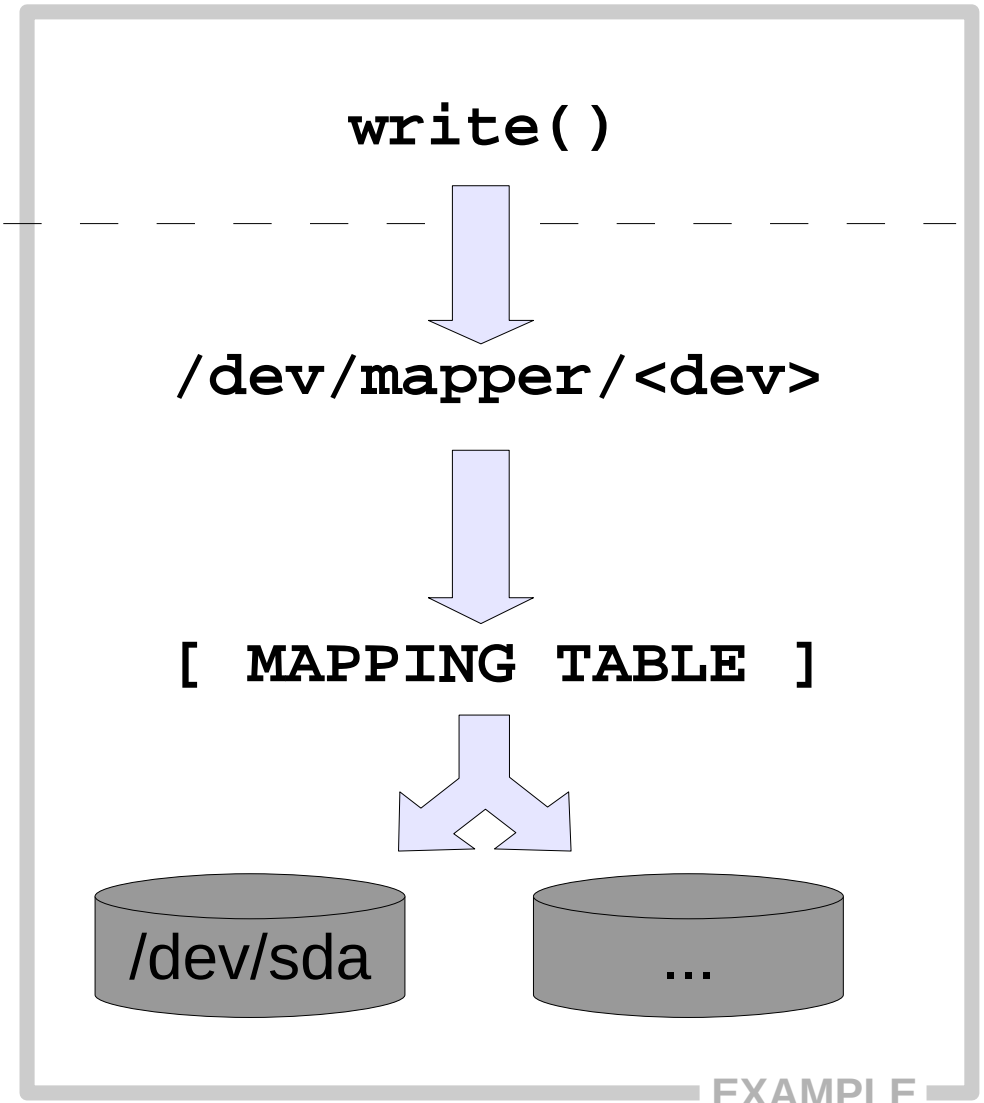 write()
/dev/mapper/<dev>
[ MAPPING TABLE ]
/dev/sda
...
EXAMPLE